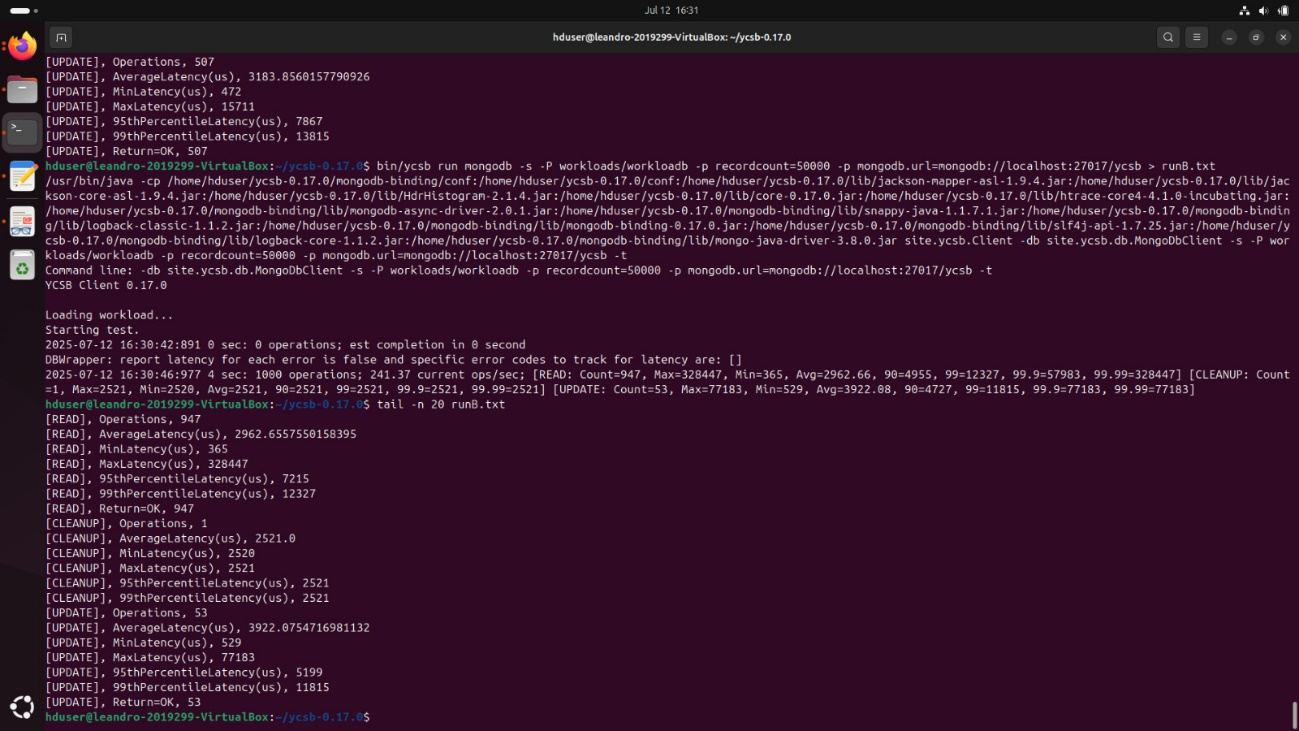 Jul 12 16:31
hduser@leandro-2019299-VirtualBox: ~/ycsb-0.17.0
[UPDATE], Operations, 507
[UPDATE], AverageLatency(us), 3183.8560157790926
[UPDATE], MinLatency(us), 472
[UPDATE], MaxLatency(us), 15711
[UPDATE], 95thPercentileLatency(us), 7867
[UPDATE], 99thPercentileLatency(us), 13815
[UPDATE], Return=OK, 507
hduser@leandro-2019299-VirtualBox:~/ycsb-0.17.0$ bin/ycsb run mongodb -s -P workloads/workloadb -p recordcount=50000 -p mongodb.url=mongodb://localhost:27017/ycsb > runB.txt
/usr/bin/java -cp /home/hduser/ycsb-0.17.0/mongodb-binding/conf:/home/hduser/ycsb-0.17.0/conf:/home/hduser/ycsb-0.17.0/lib/jackson-mapper-asl-1.9.4.jar:/home/hduser/ycsb-0.17.0/lib/jac
kson-core-asl-1.9.4.jar:/home/hduser/ycsb-0.17.0/lib/HdrHistogram-2.1.4.jar:/home/hduser/ycsb-0.17.0/lib/core-0.17.0.jar:/home/hduser/ycsb-0.17.0/lib/htrace-core4-4.1.0-incubating.jar:
/home/hduser/ycsb-0.17.0/mongodb-binding/lib/mongodb-async-driver-2.0.1.jar:/home/hduser/ycsb-0.17.0/mongodb-binding/lib/snappy-java-1.1.7.1.jar:/home/hduser/ycsb-0.17.0/mongodb-bindin
g/lib/logback-classic-1.1.2.jar:/home/hduser/ycsb-0.17.0/mongodb-binding/lib/mongodb-binding-0.17.0.jar:/home/hduser/ycsb-0.17.0/mongodb-binding/lib/slf4j-api-1.7.25.jar:/home/hduser/y
csb-0.17.0/mongodb-binding/lib/logback-core-1.1.2.jar:/home/hduser/ycsb-0.17.0/mongodb-binding/lib/mongo-java-driver-3.8.0.jar site.ycsb.Client -db site.ycsb.db.MongoDbClient -s -P wor
kloads/workloadb -p recordcount=50000 -p mongodb.url=mongodb://localhost:27017/ycsb -t
Command line: -db site.ycsb.db.MongoDbClient -s -P workloads/workloadb -p recordcount=50000 -p mongodb.url=mongodb://localhost:27017/ycsb -t
YCSB Client 0.17.0
Loading workload...
Starting test.
2025-07-12 16:30:42:891 0 sec: 0 operations; est completion in 0 second
DBWrapper: report latency for each error is false and specific error codes to track for latency are: []
2025-07-12 16:30:46:977 4 sec: 1000 operations; 241.37 current ops/sec; [READ: Count=947, Max=328447, Min=365, Avg=2962.66, 90=4955, 99=12327, 99.9=57983, 99.99=328447] [CLEANUP: Count
=1, Max=2521, Min=2520, Avg=2521, 90=2521, 99=2521, 99.9=2521, 99.99=2521] [UPDATE: Count=53, Max=77183, Min=529, Avg=3922.08, 90=4727, 99=11815, 99.9=77183, 99.99=77183]
hduser@leandro-2019299-VirtualBox:~/ycsb-0.17.0$ tail -n 20 runB.txt
[READ], Operations, 947
[READ], AverageLatency(us), 2962.6557550158395
[READ], MinLatency(us), 365
[READ], MaxLatency(us), 328447
[READ], 95thPercentileLatency(us), 7215
[READ], 99thPercentileLatency(us), 12327
[READ], Return=OK, 947
[CLEANUP], Operations, 1
[CLEANUP], AverageLatency(us), 2521.0
[CLEANUP], MinLatency(us), 2520
[CLEANUP], MaxLatency(us), 2521
[CLEANUP], 95thPercentileLatency(us), 2521
[CLEANUP], 99thPercentileLatency(us), 2521
[UPDATE], Operations, 53
[UPDATE], AverageLatency(us), 3922.0754716981132
[UPDATE], MinLatency(us), 529
[UPDATE], MaxLatency(us), 77183
[UPDATE], 95thPercentileLatency(us), 5199
[UPDATE], 99thPercentileLatency(us), 11815
[UPDATE], Return=OK, 53
hduser@leandro-2019299-VirtualBox:~/ycsb-0.17.0$